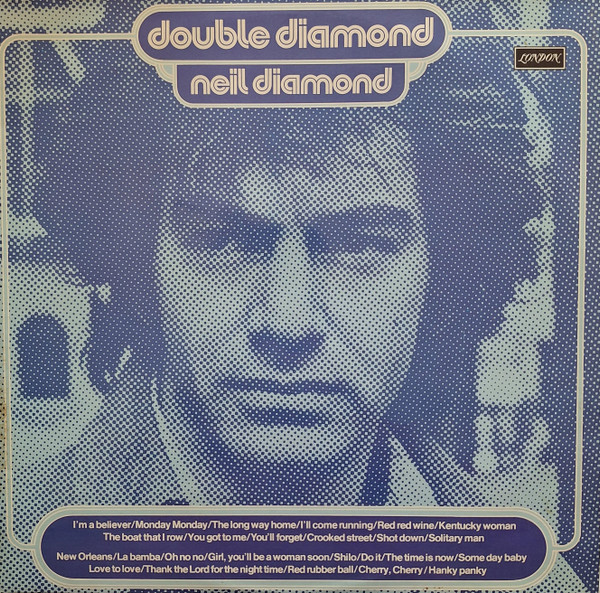 double diamond
neil diamond
LONDON
I'm a believer/Monday Monday/The long way home/I'll come running/Red red wine/Kentucky woman
The boat that I row/You got to me/You'll forget/Crooked street/Shot down/Solitary man
New Orleans/La bamba/Oh no no/Girl, you'll be a woman soon/Shilo/Do it/The time is now/Some day baby
Love to love/Thank the Lord for the night time/Red rubber ball/Cherry, Cherry/Hanky panky